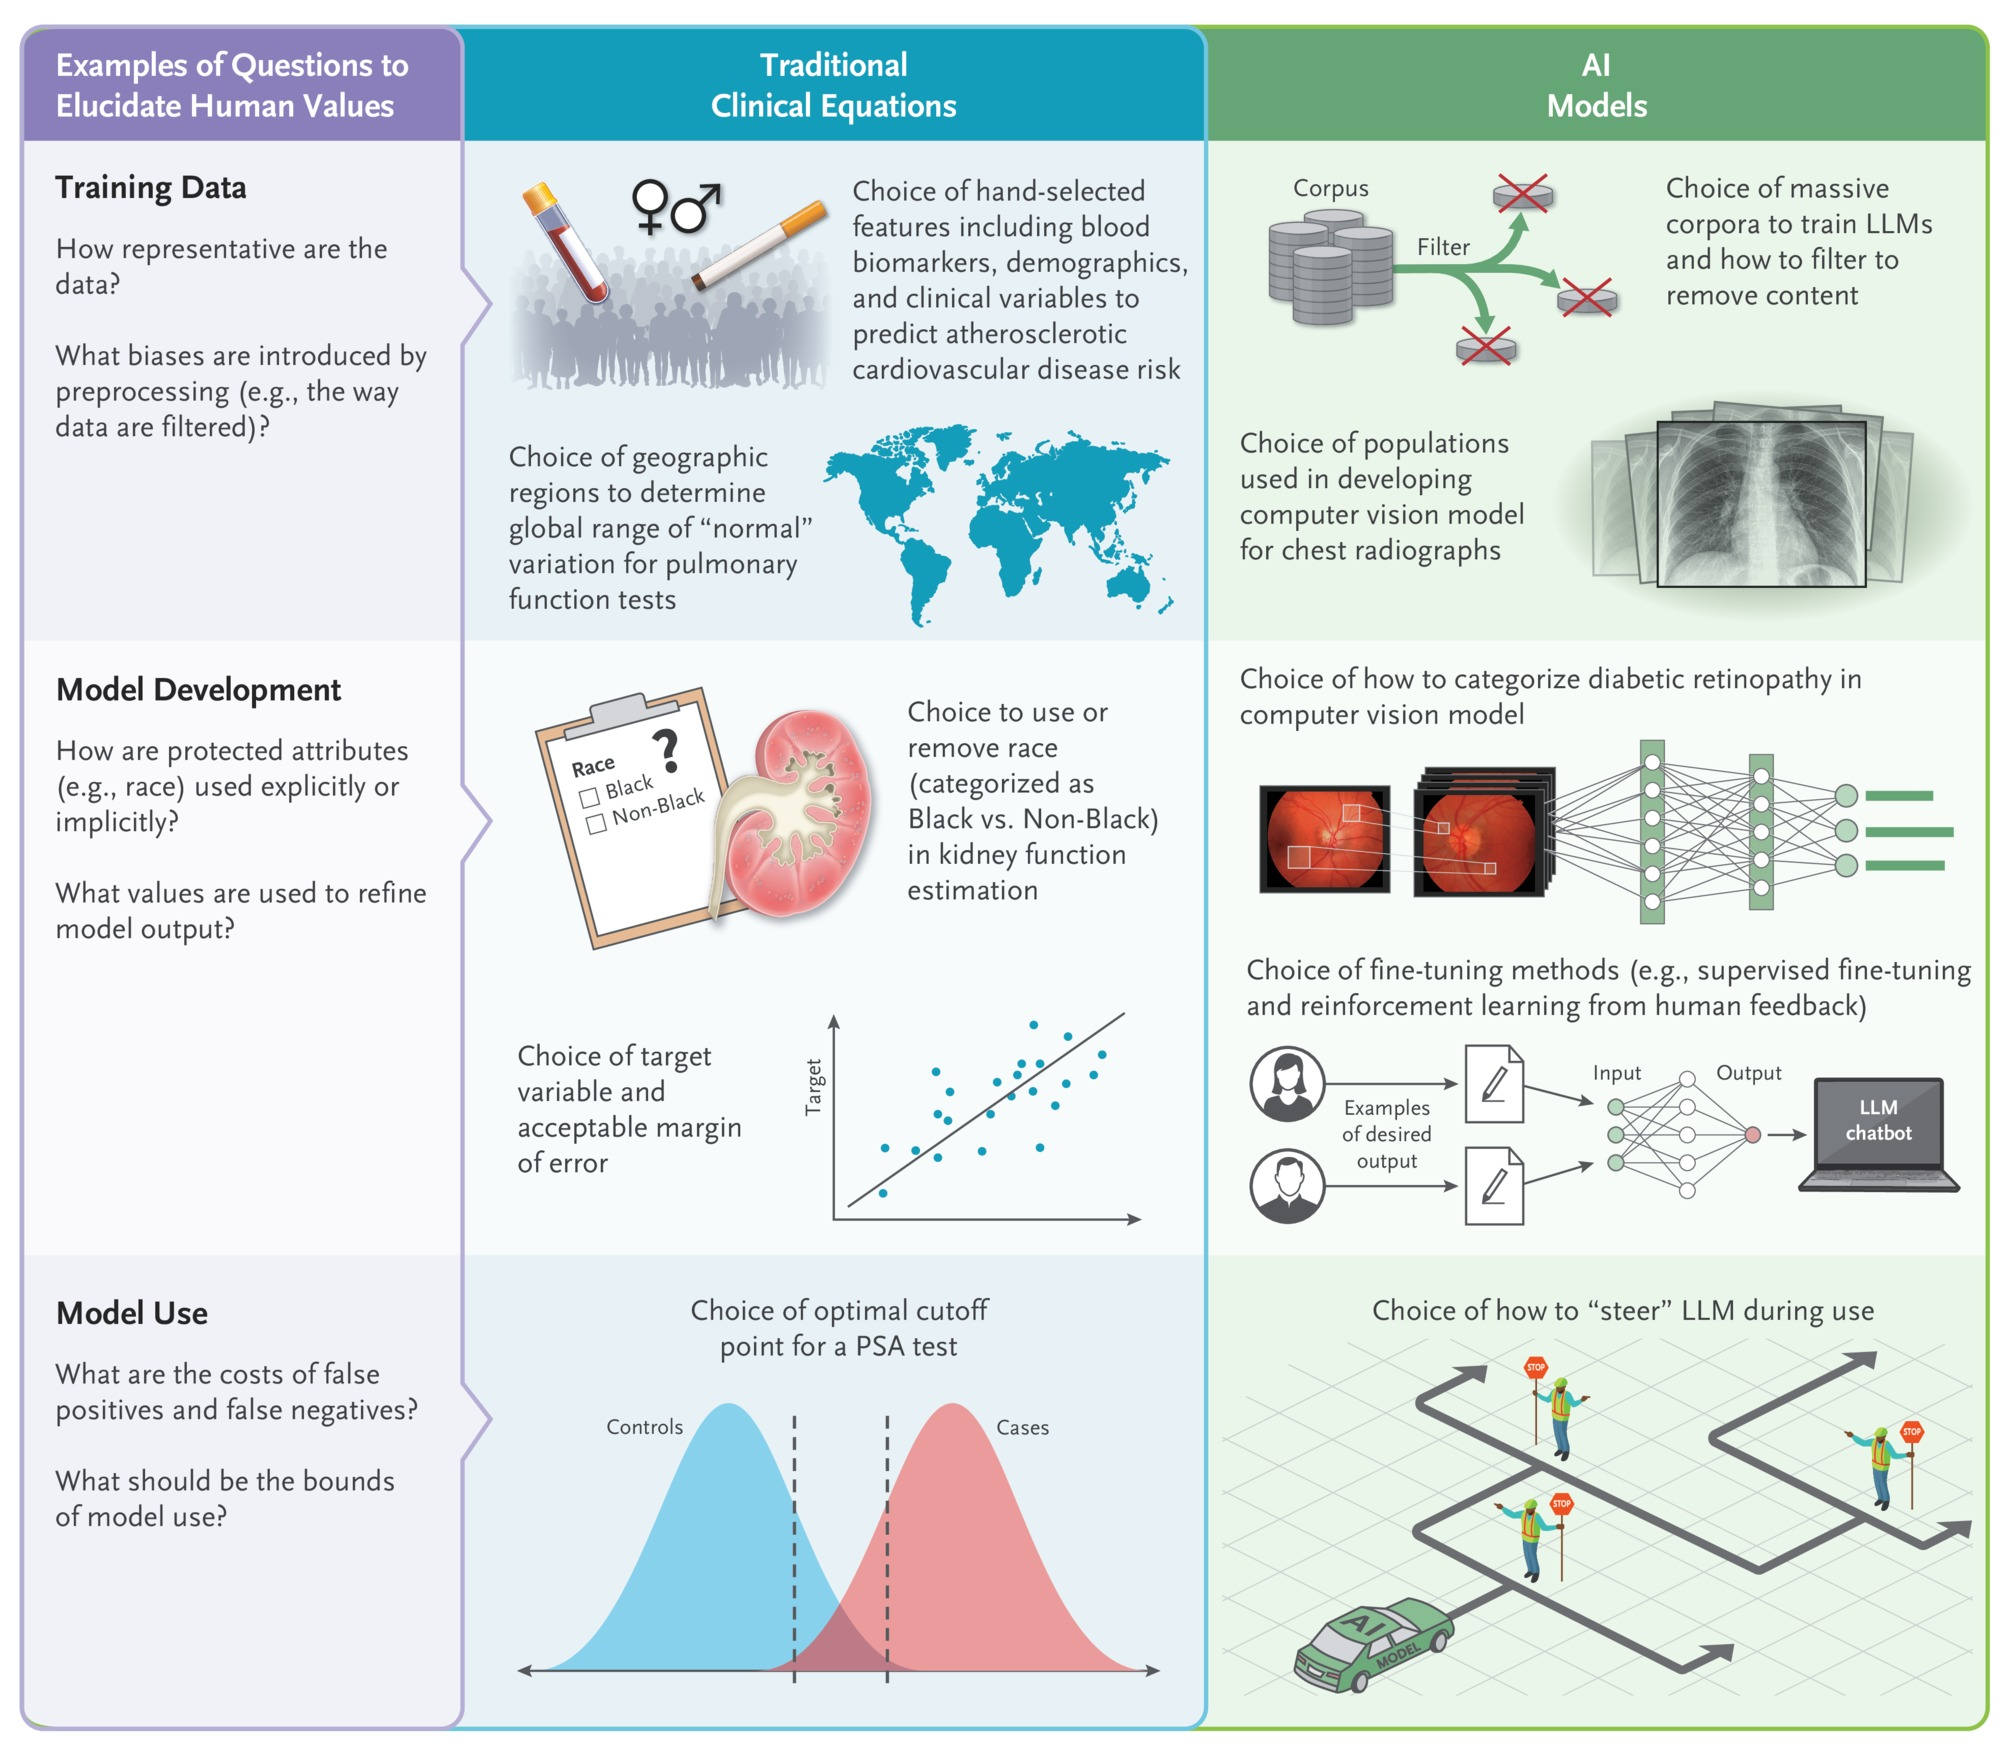 Examples of Questions to
Elucidate Human Values
Traditional
Clinical Equations
AI
Models
Training Data
How representative are the
data?
What biases are introduced by
preprocessing (e.g., the way
data are filtered)?
Choice of hand-selected
features including blood
biomarkers, demographics,
and clinical variables to
predict atherosclerotic
cardiovascular disease risk
Choice of geographic
regions to determine
global range of “normal”
variation for pulmonary
function tests
Corpus
Filter
Choice of massive
corpora to train LLMs
and how to filter to
remove content
Choice of populations
used in developing
computer vision model
for chest radiographs
Model Development
How are protected attributes
(e.g., race) used explicitly or
implicitly?
What values are used to refine
model output?
Race ?
Black
Non-Black
Choice to use or
remove race
(categorized as
Black vs. Non-Black)
in kidney function
estimation
Choice of target
variable and
acceptable margin
of error
Target
Choice of how to categorize diabetic retinopathy in
computer vision model
Choice of fine-tuning methods (e.g., supervised fine-tuning
and reinforcement learning from human feedback)
Examples
of desired
output
Input
Output
LLM
chatbot
Model Use
What are the costs of false
positives and false negatives?
What should be the bounds
of model use?
Choice of optimal cutoff
point for a PSA test
Controls
Cases
Choice of how to “steer” LLM during use
STOP
STOP
STOP
AI
MODEL